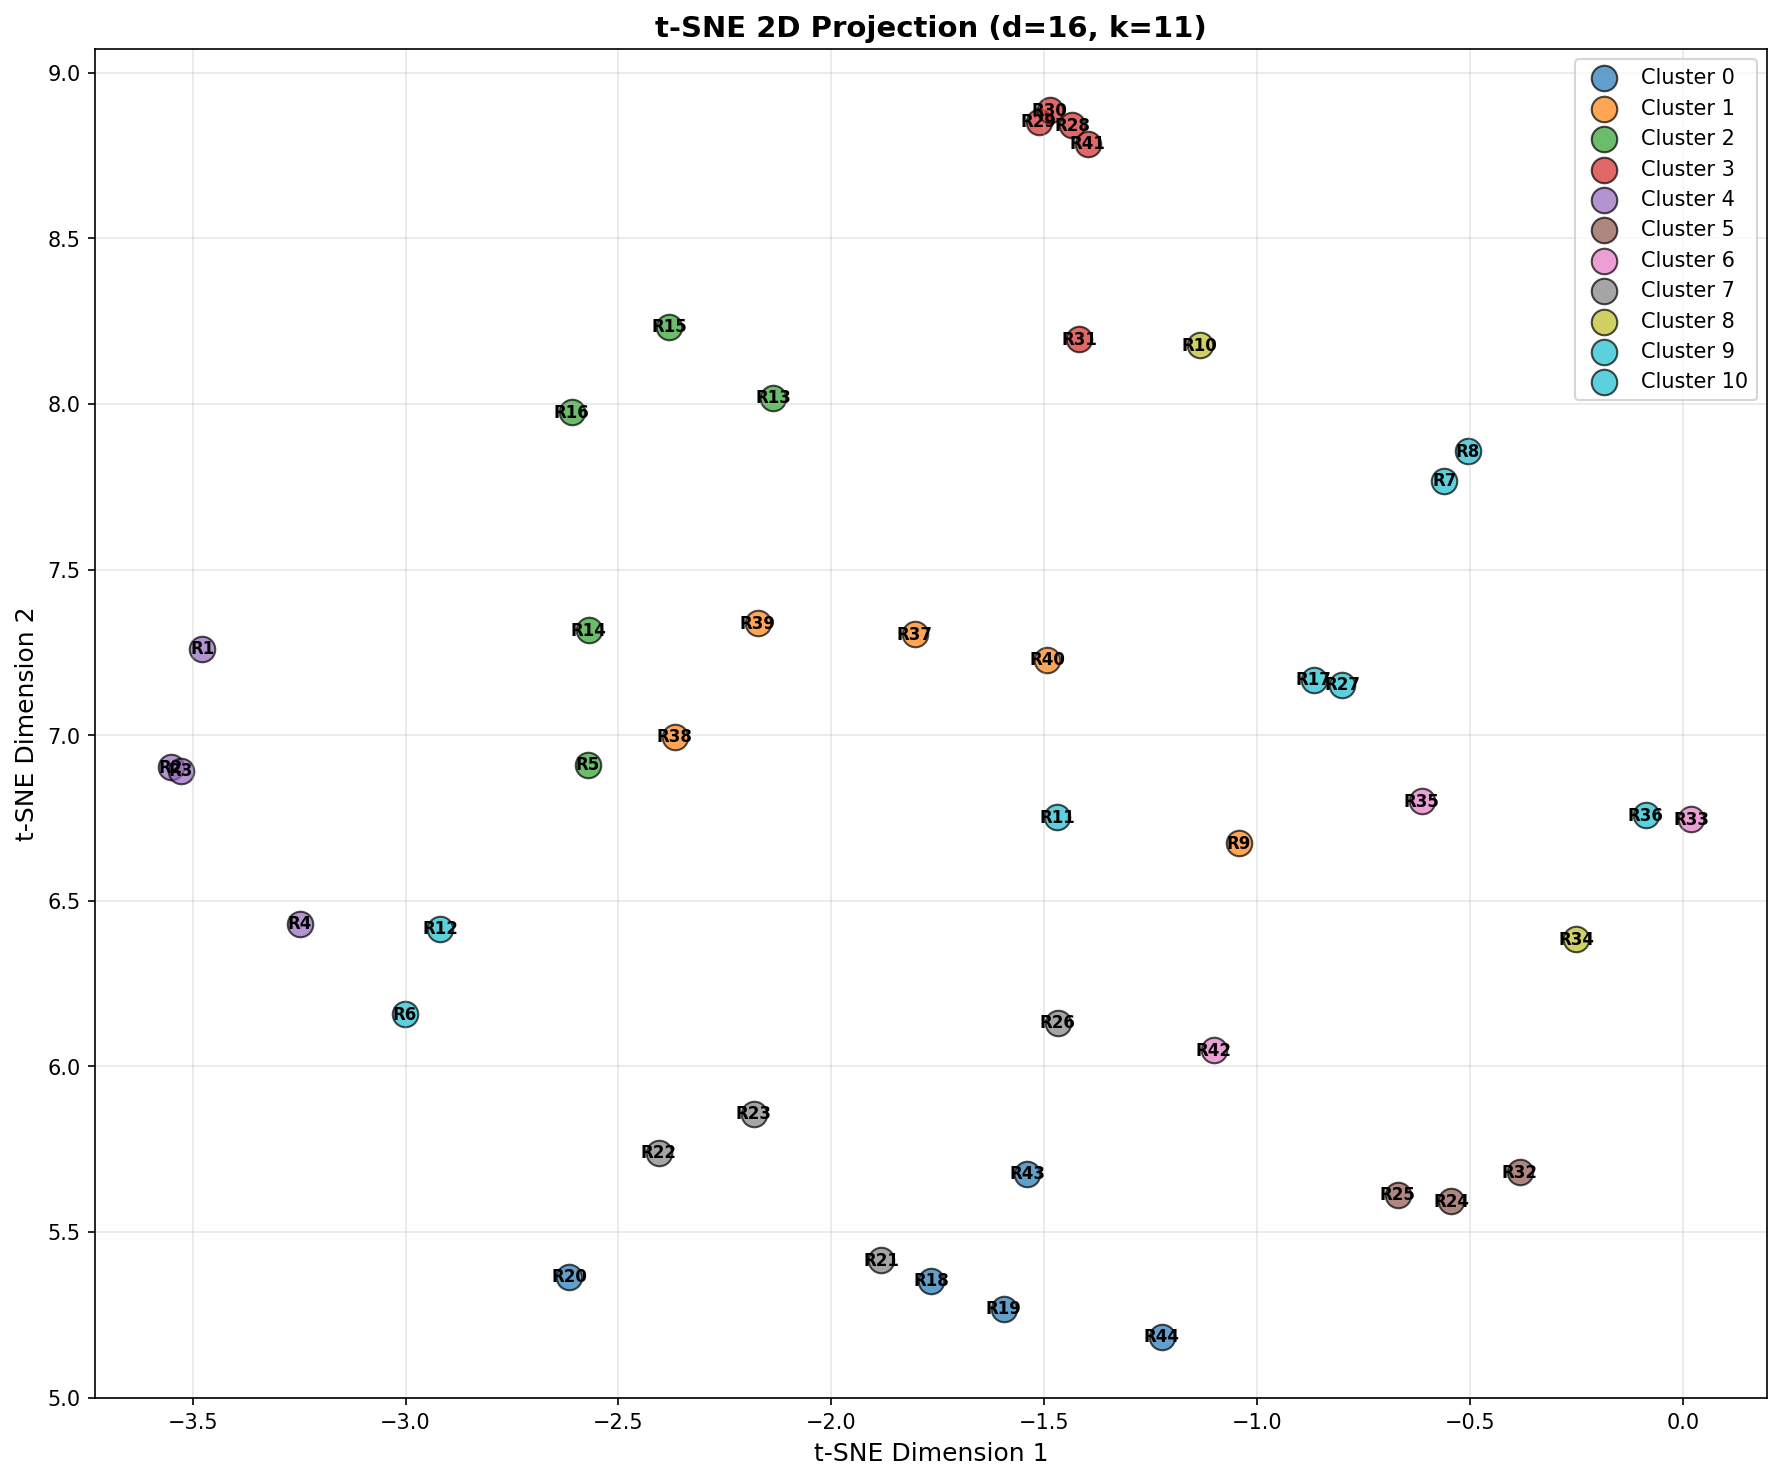 t-SNE 2D Projection (d=16, k=11)
Cluster 0
Cluster 1
Cluster 2
Cluster 3
Cluster 4
Cluster 5
Cluster 6
Cluster 7
Cluster 8
Cluster 9
Cluster 10
9.0
8.5
8.0
7.5
7.0
6.5
6.0
5.5
5.0
t-SNE Dimension 2
R30
R29
R28
R41
R15
R31
R10
R13
R16
R8
R7
R39
R14
R37
R1
R40
R17
R27
R38
R2
R3
R5
R35
R11
R36
R33
R9
R4
R12
R34
R6
R26
R42
R23
R22
R43
R32
R25
R24
R21
R20
R18
R19
R44
−3.5
−3.0
−2.5
−2.0
−1.5
−1.0
−0.5
0.0
t-SNE Dimension 1